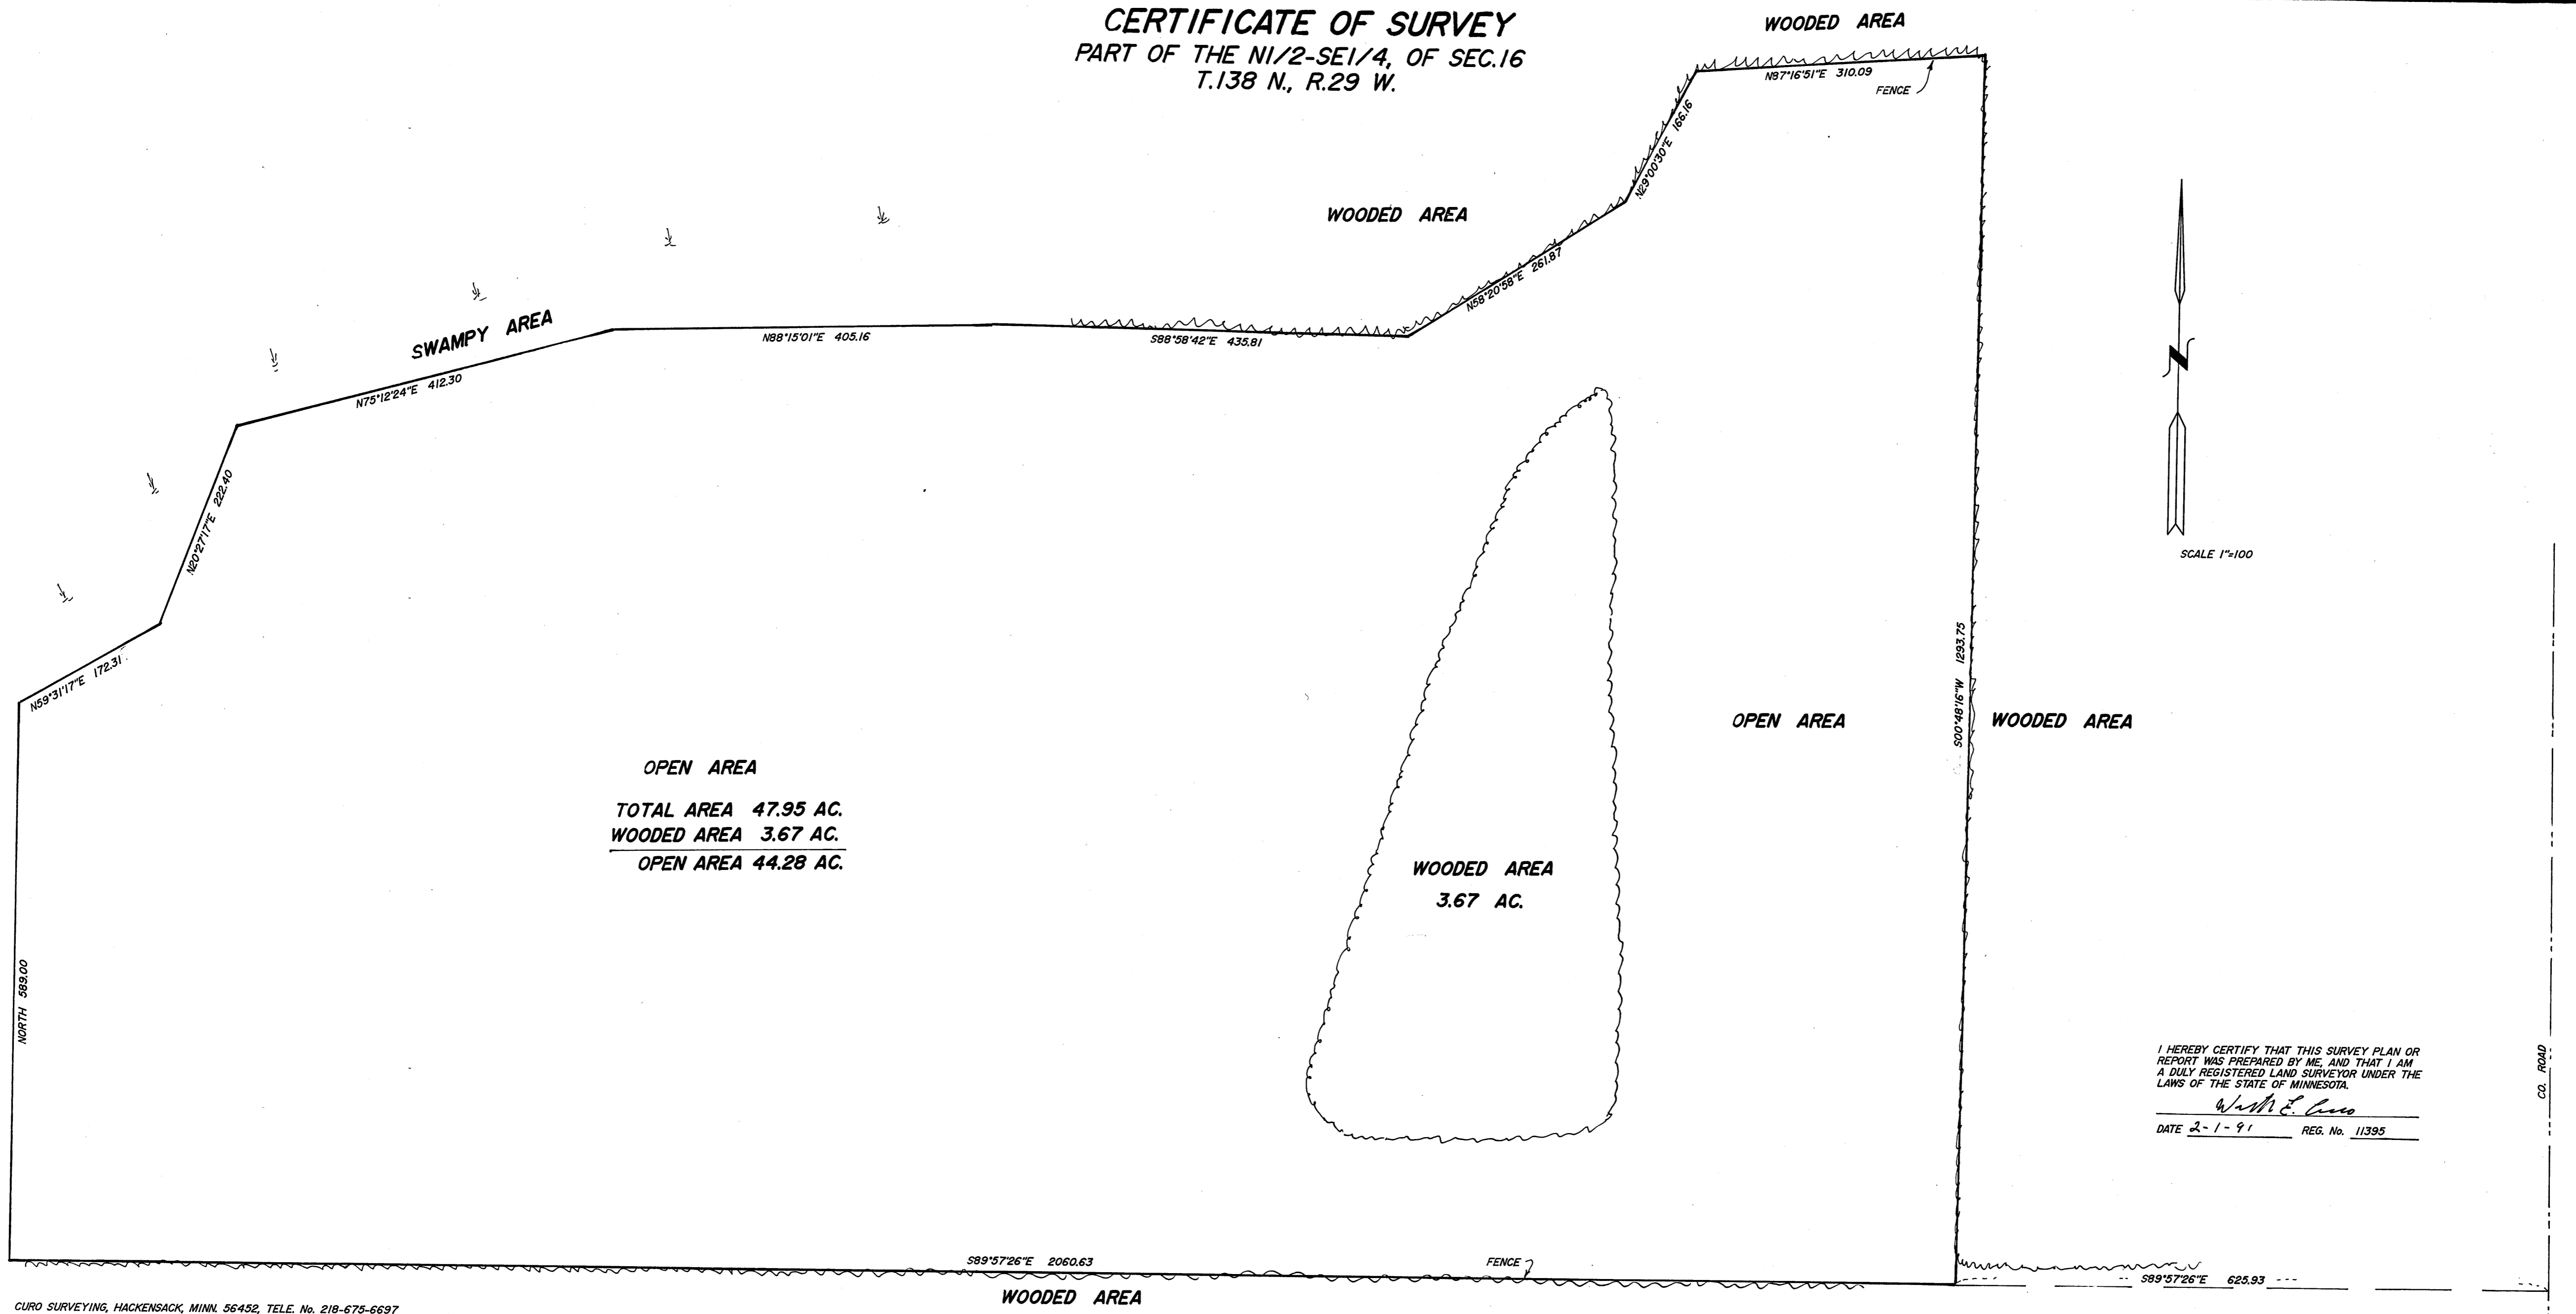 CERTIFICATE OF SURVEY
PART OF THE N1/2-SE1/4, OF SEC.16
T.138 N., R.29 W.
WOODED AREA
N87°16'51"E 310.09
FENCE
N29°00'30"E 166.16
WOODED AREA
N58°20'58"E 261.87
SWAMPY AREA
N88°15'01"E 405.16
S88°58'42"E 435.81
N75°12'24"E 412.30
N20°27'17"E 222.40
N59°31'17"E 172.31
SCALE 1"=100
S00°48'16"W 1293.75
OPEN AREA
WOODED AREA
OPEN AREA
TOTAL AREA 47.95 AC.
WOODED AREA 3.67 AC.
OPEN AREA 44.28 AC.
WOODED AREA
3.67 AC.
NORTH 589.00
I HEREBY CERTIFY THAT THIS SURVEY PLAN OR
REPORT WAS PREPARED BY ME, AND THAT I AM
A DULY REGISTERED LAND SURVEYOR UNDER THE
LAWS OF THE STATE OF MINNESOTA.
DATE 2-1-91 REG. No. 11395
CO. ROAD
S89°57'26"E 2060.63
FENCE
S89°57'26"E 625.93
WOODED AREA
CURO SURVEYING, HACKENSACK, MINN. 56452, TELE. No. 218-675-6697